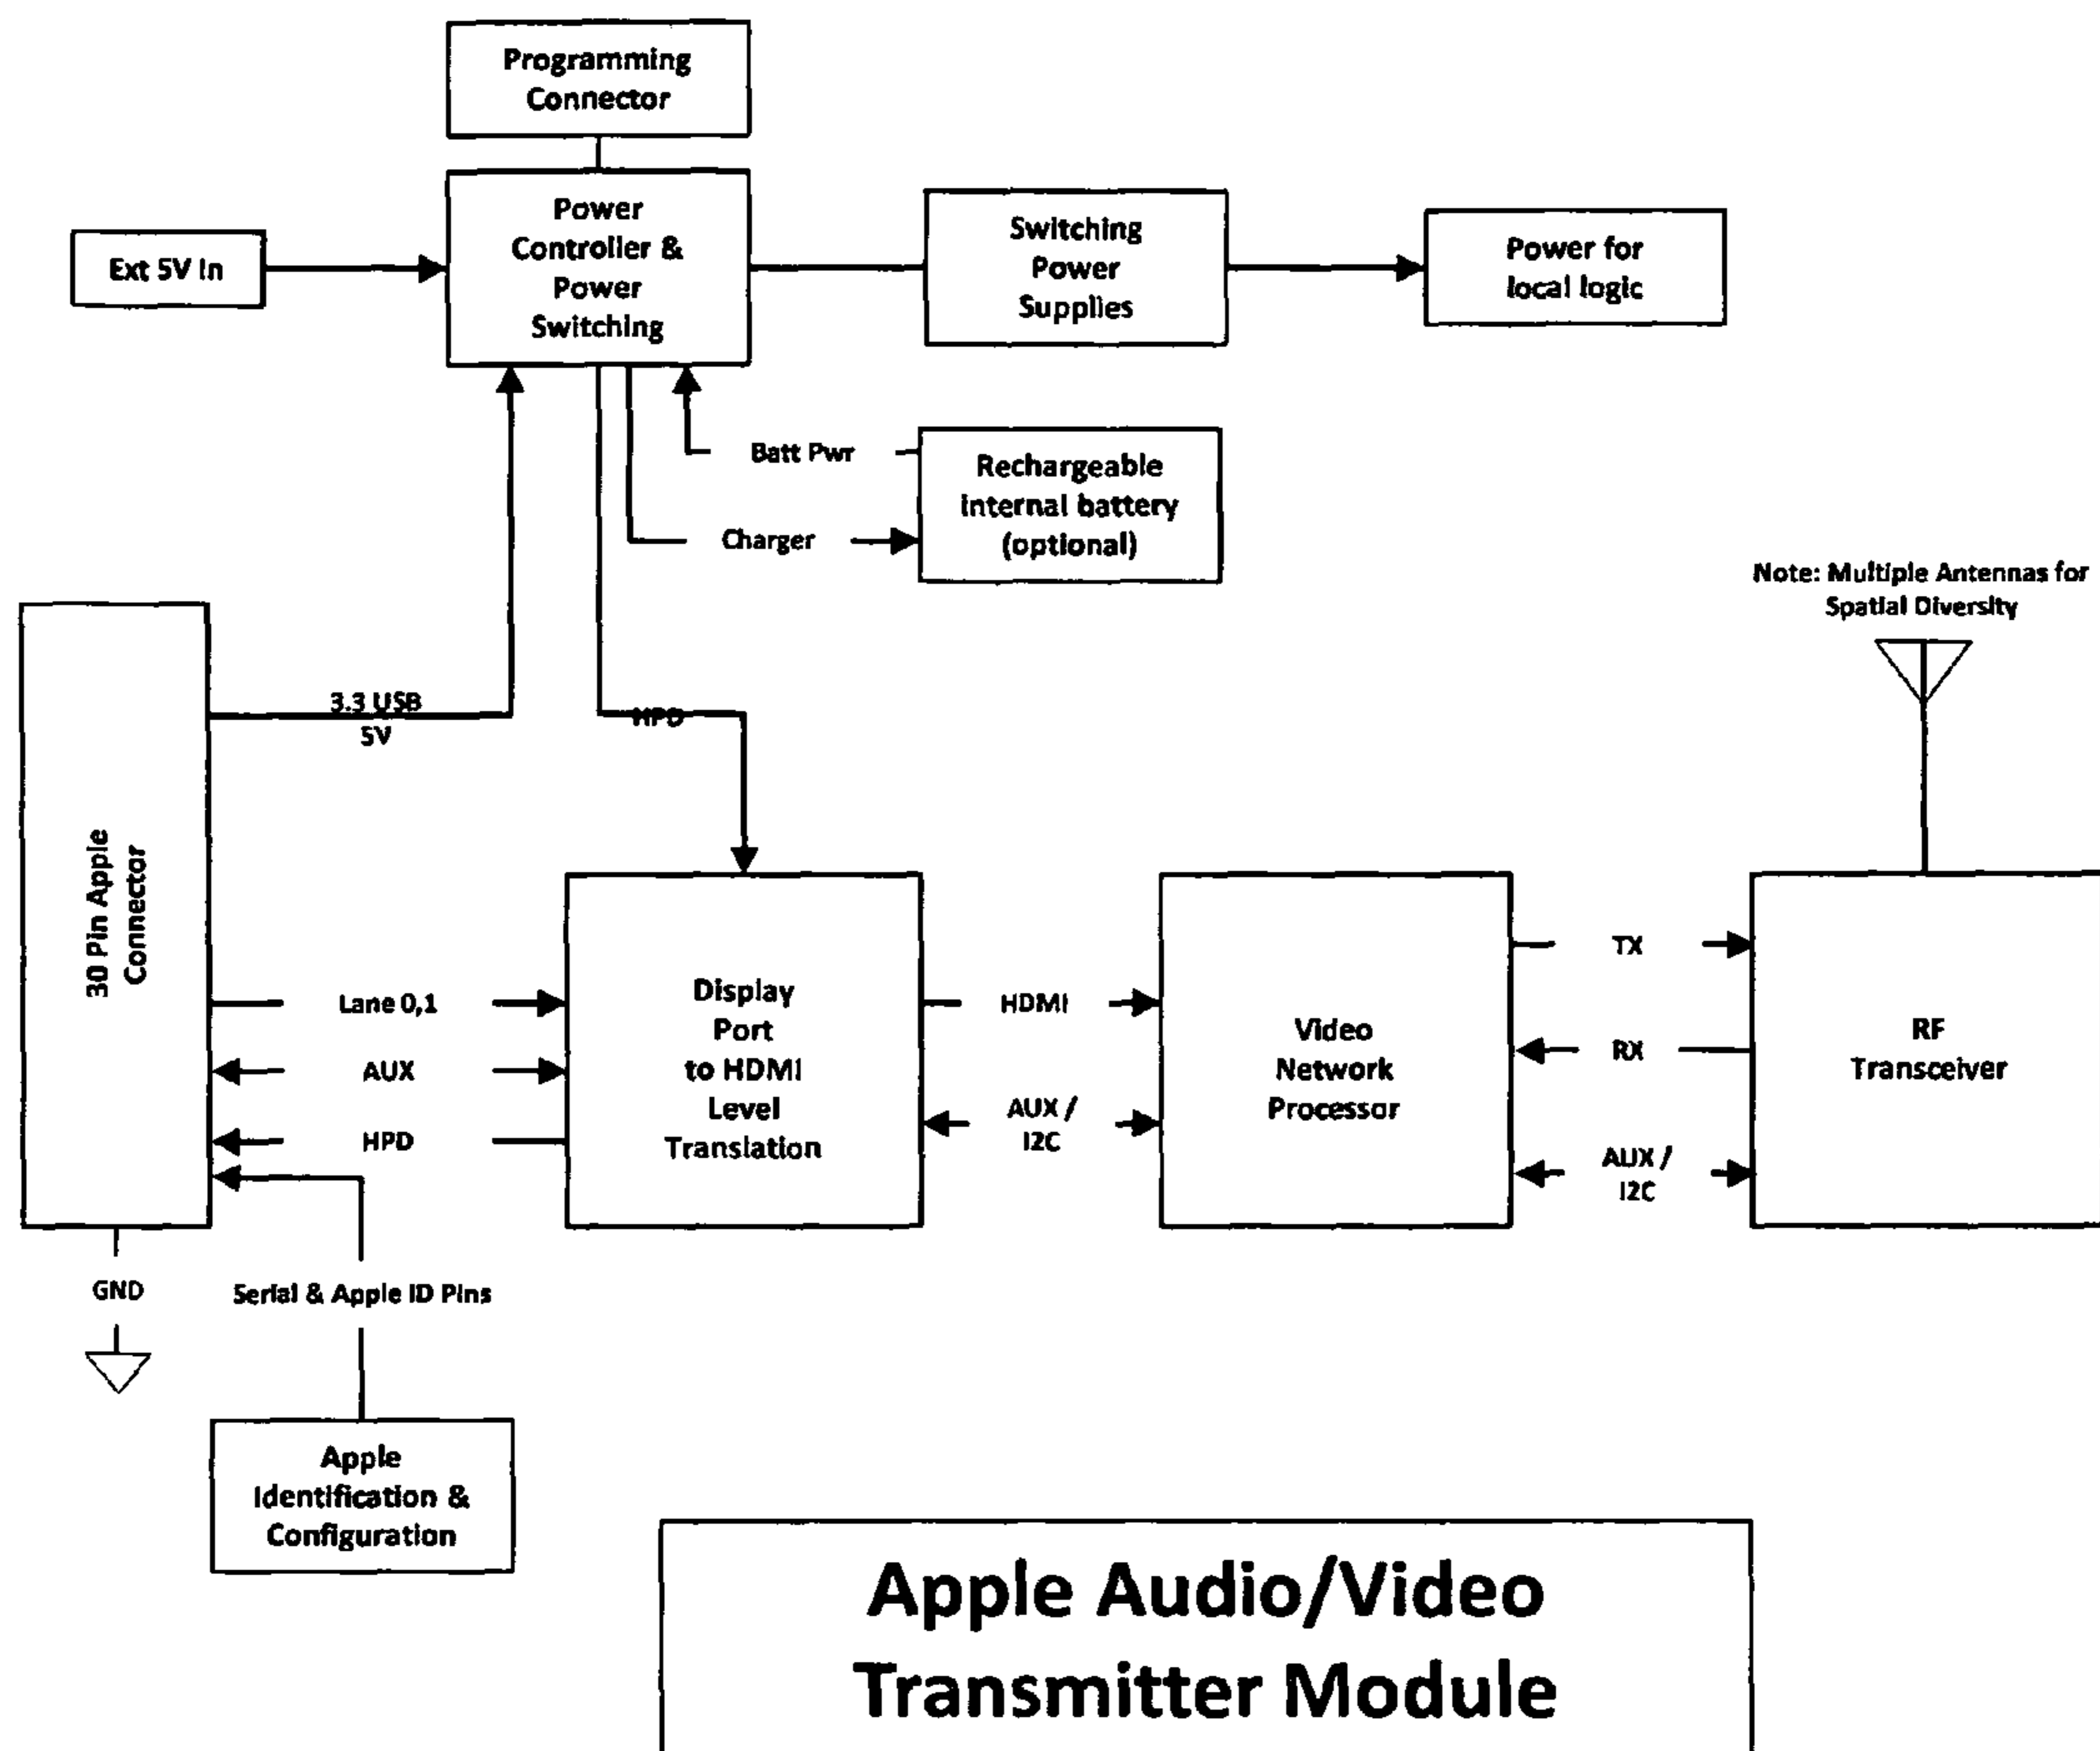 Programming
Connector
Power
Controller &
Power
Switching
Ext 5V In
Switching
Power
Supplies
Power for
local logic
Batt Pwr
Rechargeable
internal battery
(optional)
Charger
Note: Multiple Antennas for
Spatial Diversity
3.3 USB
5V
HPD
30 Pin Apple
Connector
Lane 0,1
AUX
HPD
Display
Port
to HDMI
Level
Translation
HDMI
AUX /
I2C
Video
Network
Processor
TX
RX
AUX /
I2C
RF
Transceiver
GND
Serial & Apple ID Pins
Apple
Identification &
Configuration
Apple Audio/Video
Transmitter Module